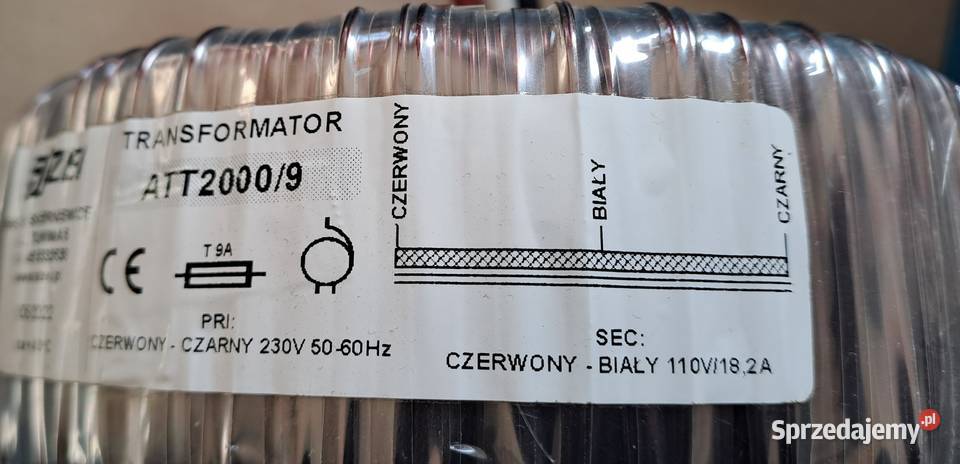 TRANSFORMATOR
ATT2000/9
CE
T 9A
PRI:
CZERWONY - CZARNY 230V 50-60Hz
CZERWONY
BIAŁY
CZARNY
SEC:
CZERWONY - BIAŁY 110V/18,2A
Sprzedajemy.pl